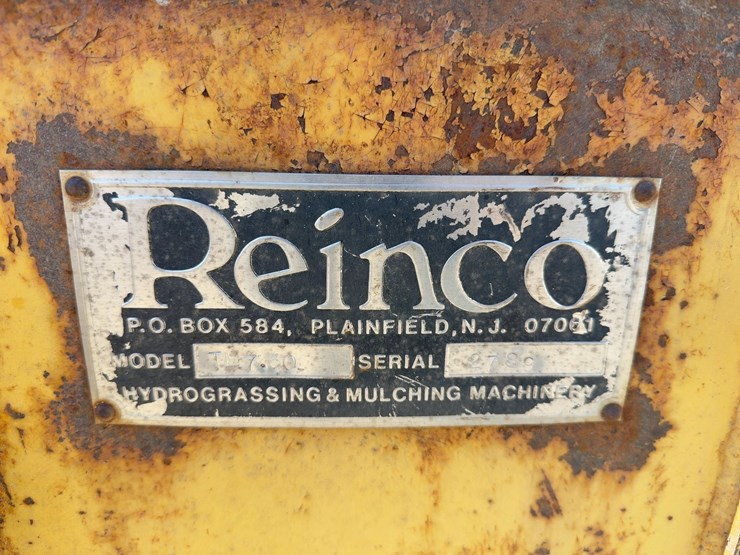 Reinco
P.O. BOX 584, PLAINFIELD, N.J. 07061
MODEL SERIAL
HYDROGRASSING & MULCHING MACHINERY